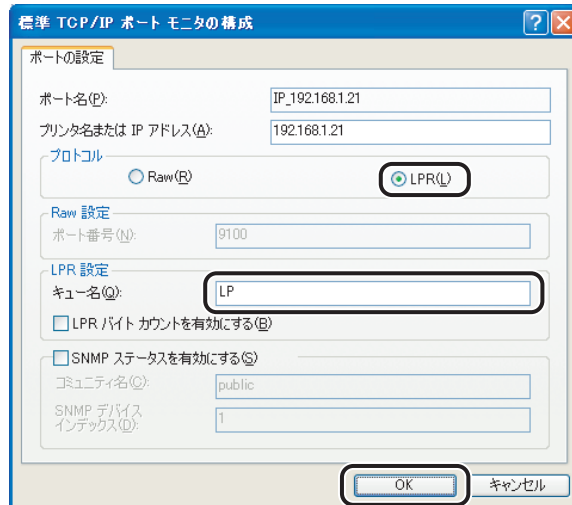 標準 TCP/IP ポート モニタの構成
ポートの設定
ポート名(P): IP_192.168.1.21
プリンタ名または IP アドレス(A): 192.168.1.21
プロトコル
Raw(R) LPR(L)
Raw 設定
ポート番号(N): 9100
LPR 設定
キュー名(Q): LP
LPR バイト カウントを有効にする(B)
SNMP ステータスを有効にする(S)
コミュニティ名(C): public
SNMP デバイス
インデックス(D): 1
OK キャンセル